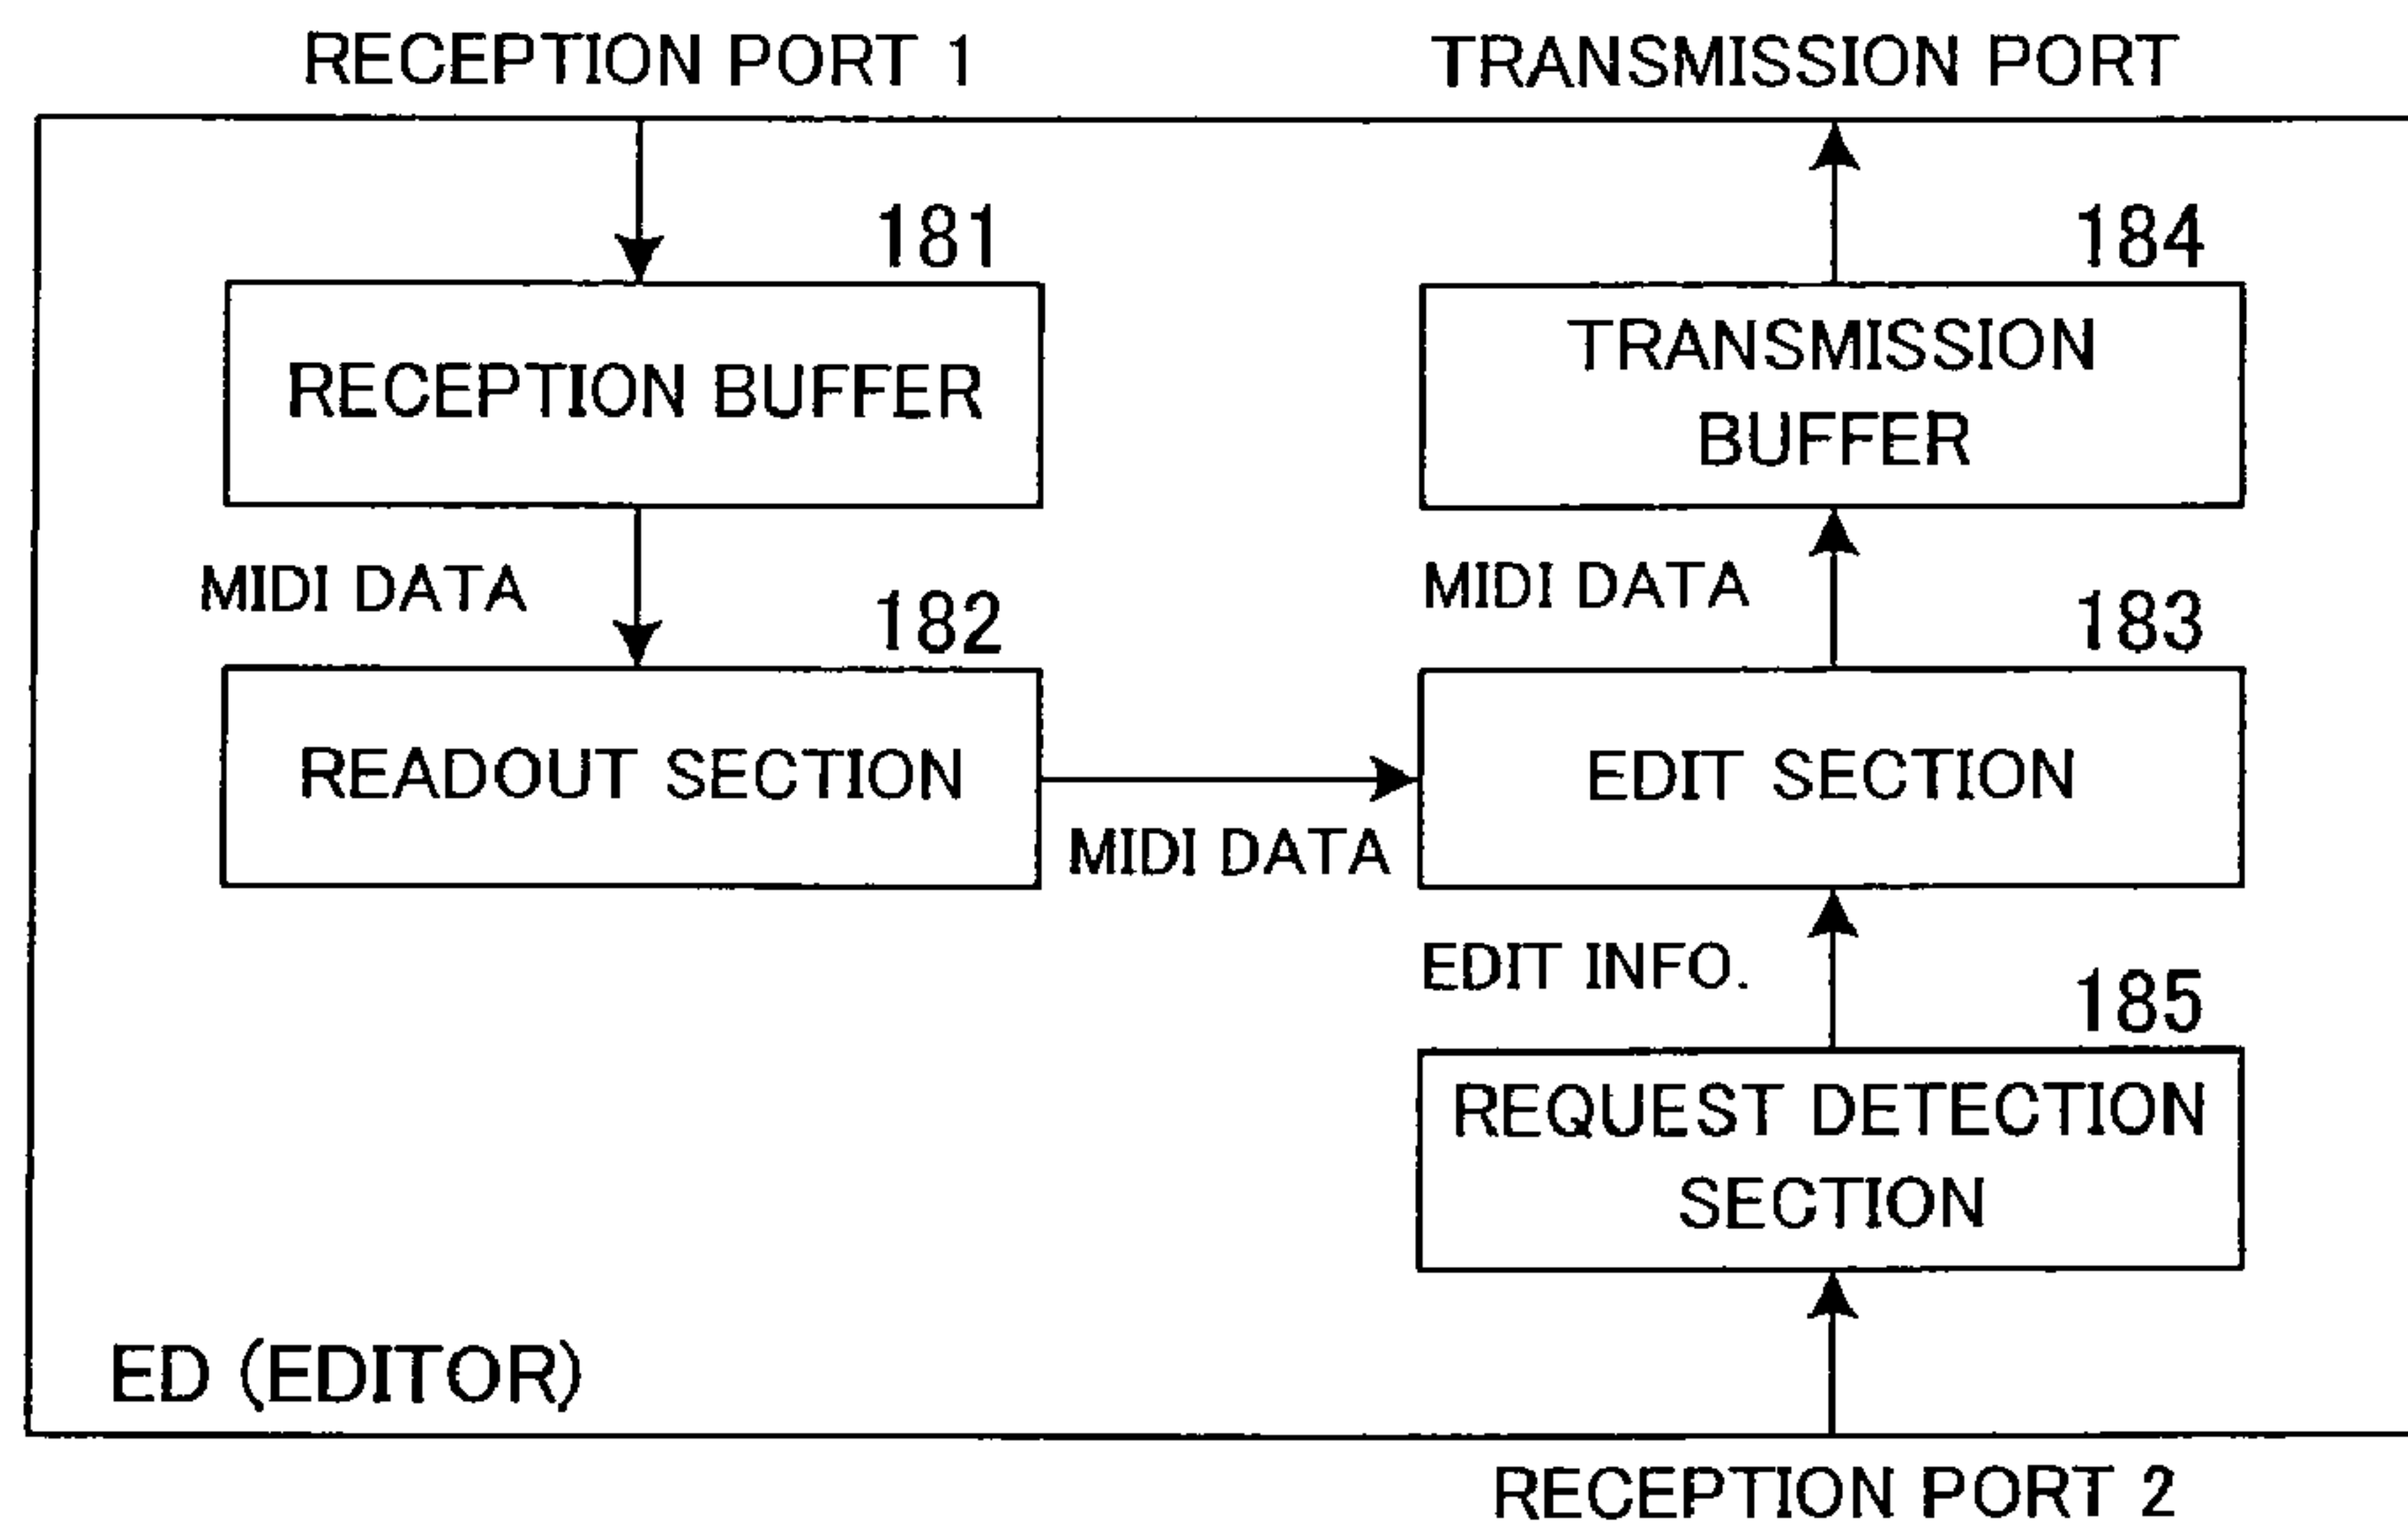 RECEPTION PORT 1
TRANSMISSION PORT
181
184
RECEPTION BUFFER
TRANSMISSION
BUFFER
MIDI DATA
MIDI DATA
182
183
READOUT SECTION
EDIT SECTION
MIDI DATA
EDIT INFO.
185
REQUEST DETECTION
SECTION
ED (EDITOR)
RECEPTION PORT 2